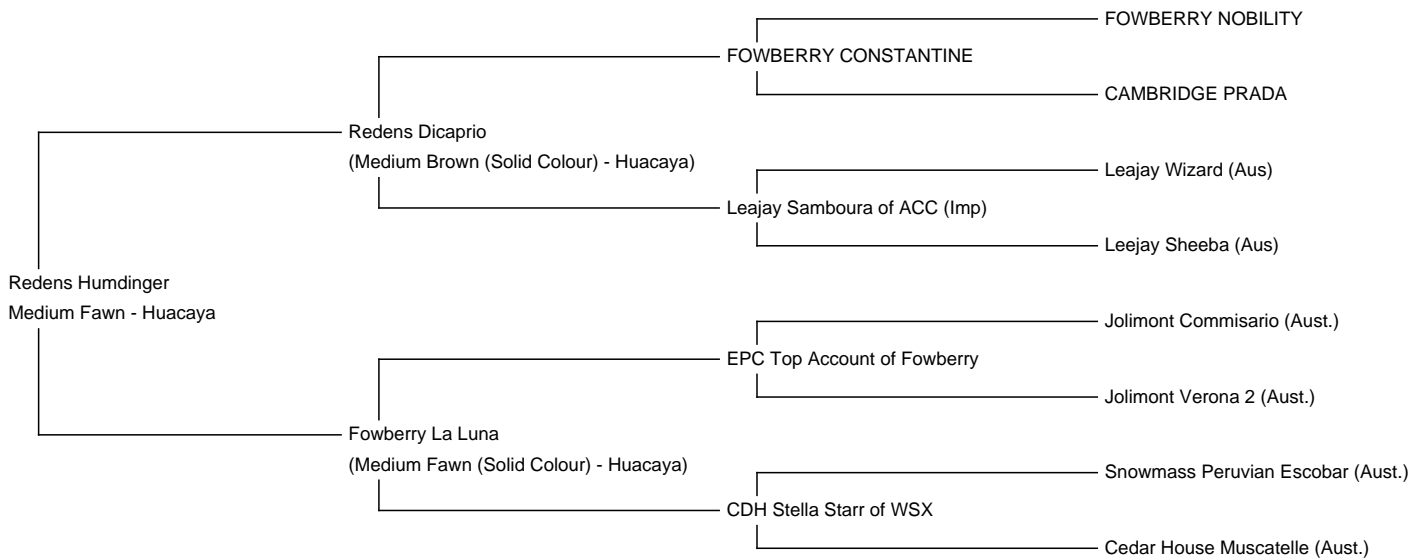 FOWBERRY NOBILITY
FOWBERRY CONSTANTINE
CAMBRIDGE PRADA
Redens Dicaprio
(Medium Brown (Solid Colour) - Huacaya)
Leajay Wizard (Aus)
Leajay Samboura of ACC (Imp)
Leejay Sheeba (Aus)
Redens Humdinger
Medium Fawn - Huacaya
Jolimont Commisario (Aust.)
EPC Top Account of Fowberry
Jolimont Verona 2 (Aust.)
Fowberry La Luna
(Medium Fawn (Solid Colour) - Huacaya)
Snowmass Peruvian Escobar (Aust.)
CDH Stella Starr of WSX
Cedar House Muscatelle (Aust.)